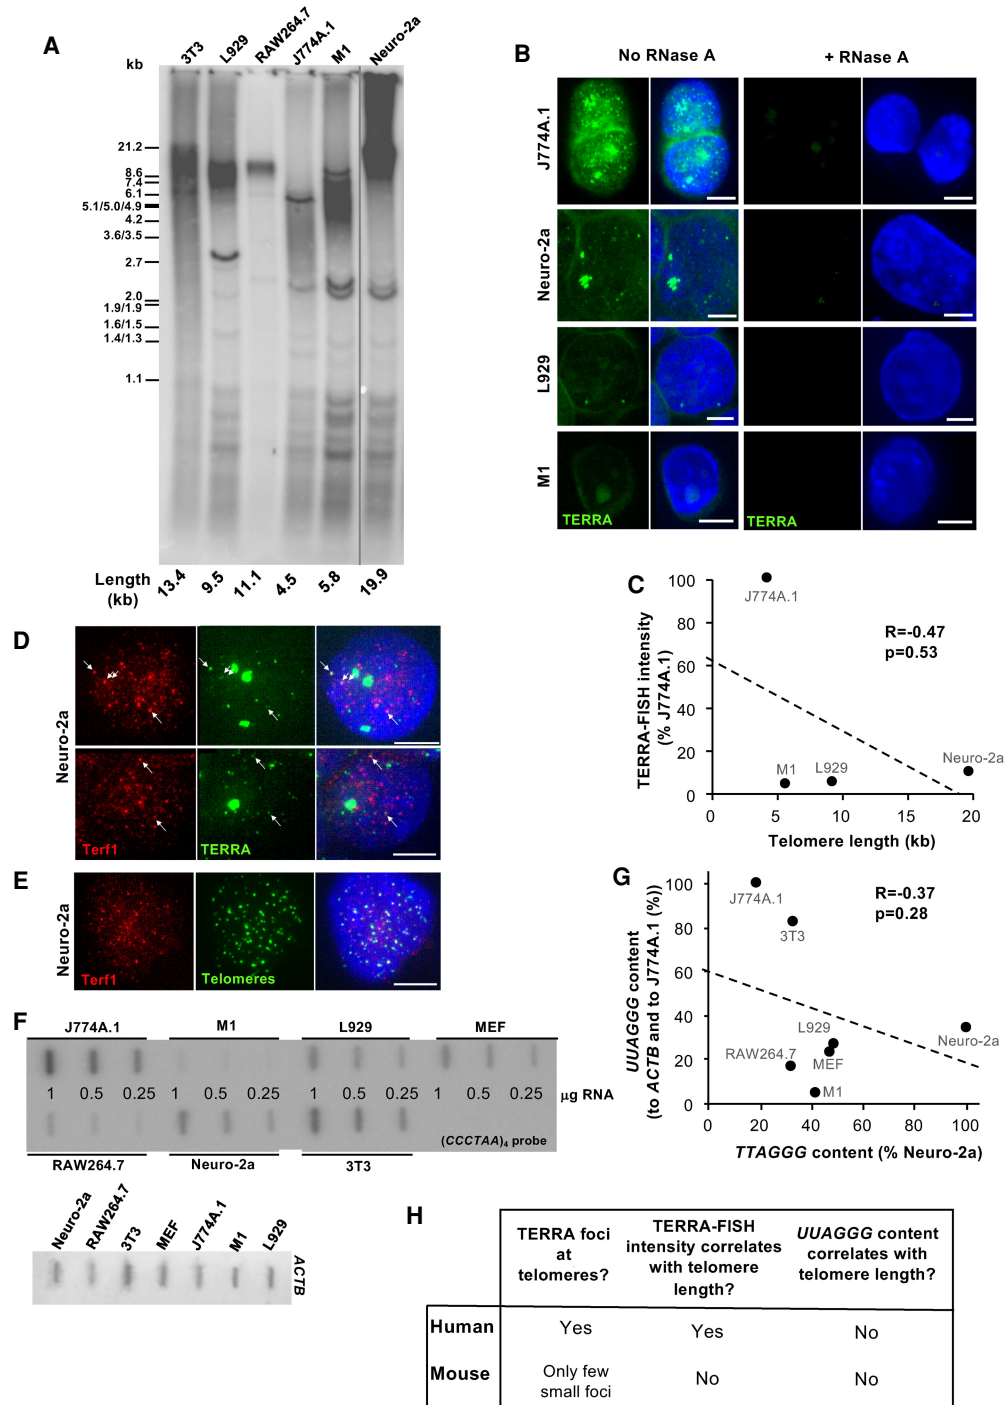 A
3T3
L929
RAW264.7
J774A.1
M1
Neuro-2a
kb
21.2
8.6
7.4
6.1
5.1/5.0/4.9
4.2
3.6/3.5
2.7
2.0
1.9/1.9
1.6/1.5
1.4/1.3
1.1
Length
(kb)
13.4
9.5
11.1
4.5
5.8
19.9
B
No RNase A
+ RNase A
J774A.1
Neuro-2a
L929
M1
TERRA
TERRA
C
TERRA-FISH intensity
(% J774A.1)
100
80
60
40
20
0
J774A.1
R=-0.47
p=0.53
M1
L929
Neuro-2a
0
5
10
15
20
Telomere length (kb)
D
Neuro-2a
Terf1
TERRA
E
Neuro-2a
Terf1
Telomeres
F
J774A.1
M1
L929
MEF
1
0.5
0.25
1
0.5
0.25
1
0.5
0.25
1
0.5
0.25
µg RNA
(CCCTAA)₄ probe
RAW264.7
Neuro-2a
3T3
Neuro-2a
RAW264.7
3T3
MEF
J774A.1
M1
L929
ACTB
G
UUAGGG content
(to ACTB and to J774A.1 (%))
100
80
60
40
20
0
J774A.1
3T3
R=-0.37
p=0.28
L929
RAW264.7
MEF
M1
Neuro-2a
0
20
40
60
80
100
TTAGGG content (% Neuro-2a)
H
TERRA foci
at
telomeres?
TERRA-FISH
intensity correlates
with telomere
length?
UUAGGG content
correlates with
telomere length?
Human
Yes
Yes
No
Mouse
Only few
small foci
No
No